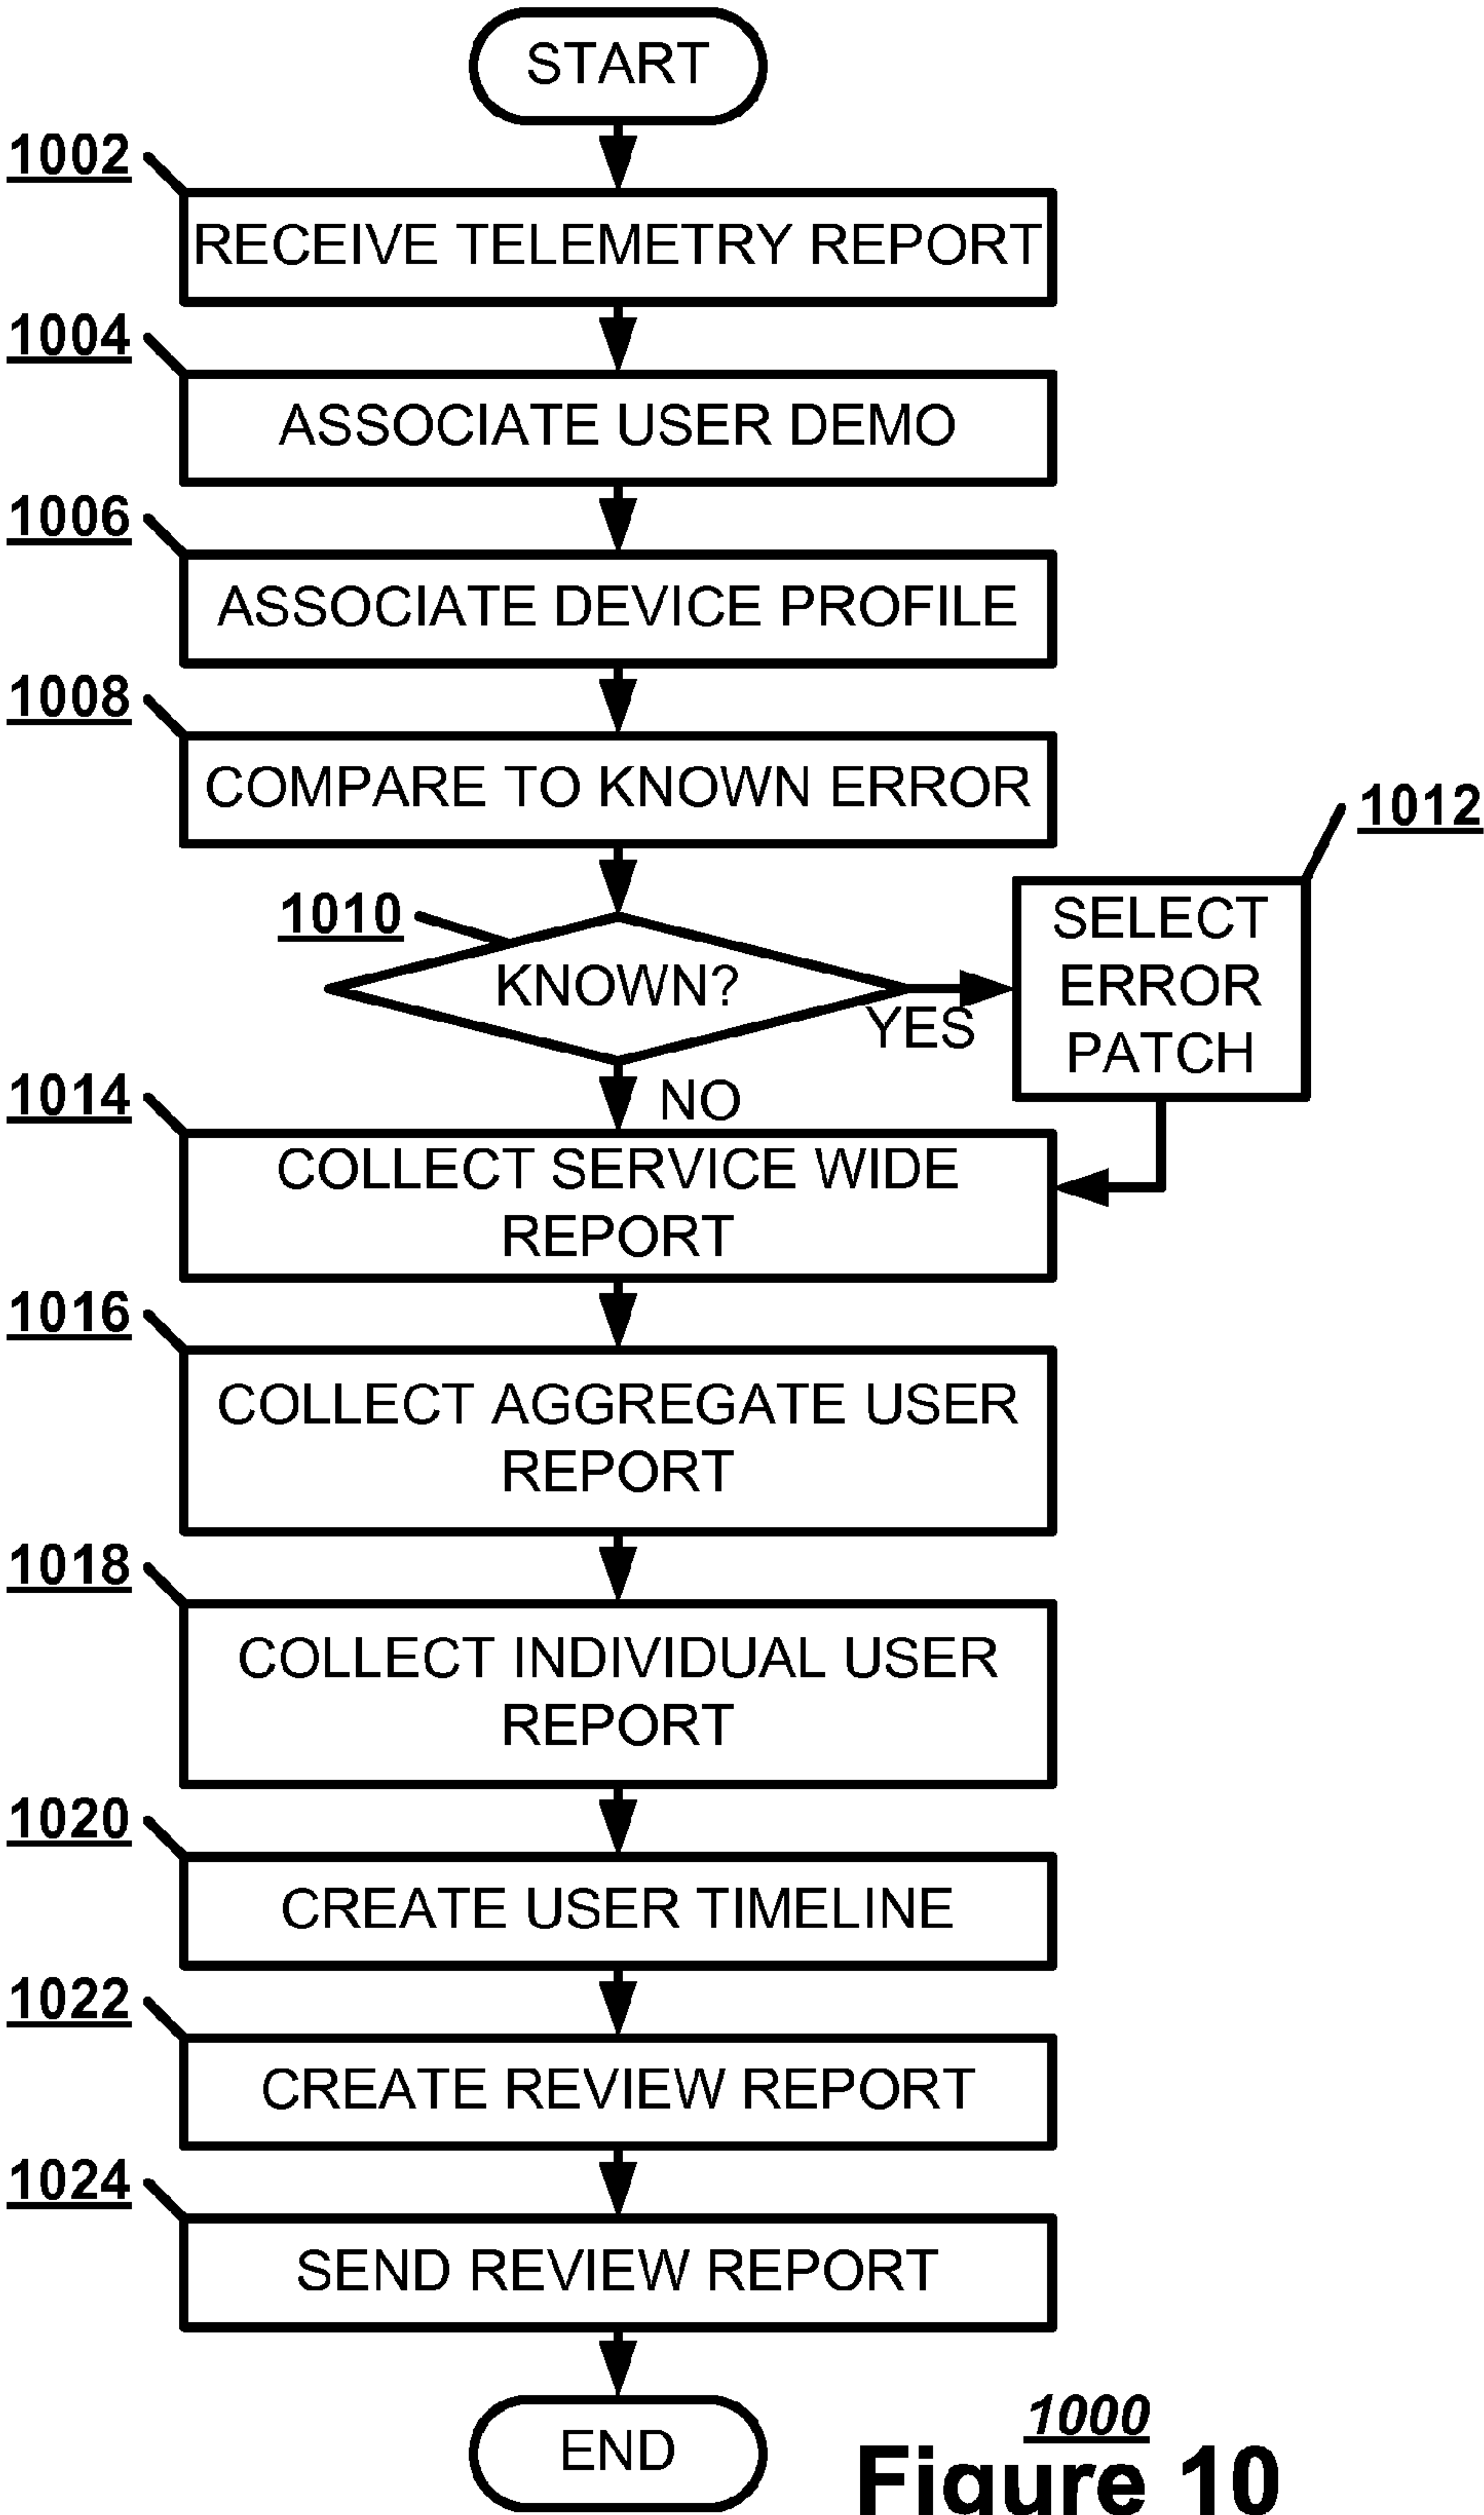 START
1002
RECEIVE TELEMETRY REPORT
1004
ASSOCIATE USER DEMO
1006
ASSOCIATE DEVICE PROFILE
1008
COMPARE TO KNOWN ERROR
1010
KNOWN?
YES
1012
SELECT
ERROR
PATCH
NO
1014
COLLECT SERVICE WIDE
REPORT
1016
COLLECT AGGREGATE USER
REPORT
1018
COLLECT INDIVIDUAL USER
REPORT
1020
CREATE USER TIMELINE
1022
CREATE REVIEW REPORT
1024
SEND REVIEW REPORT
END
1000
Figure 10